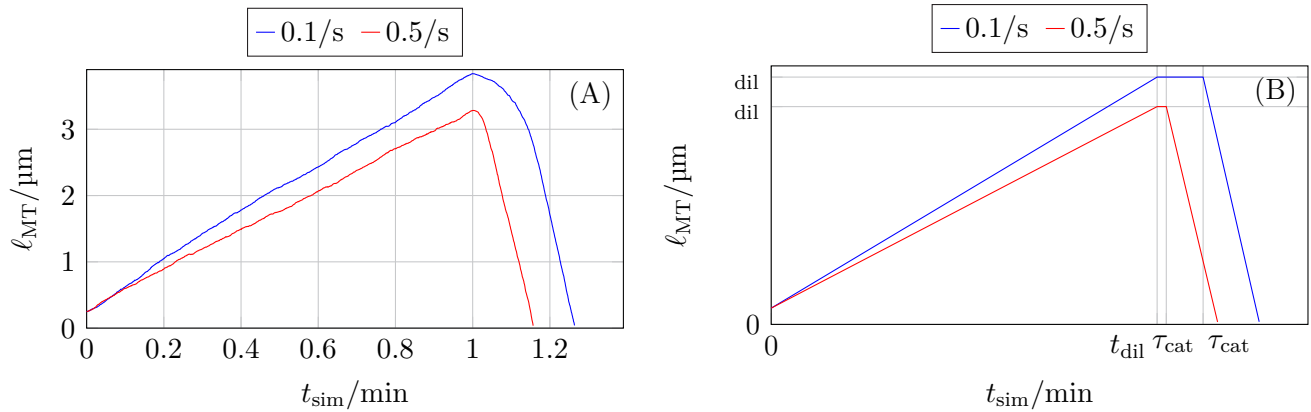 0.1/s 0.5/s
(A)
3
2
1
0
ℓ_MT/µm
0 0.2 0.4 0.6 0.8 1 1.2
t_sim/min
0.1/s 0.5/s
(B)
dil
dil
0
ℓ_MT/µm
0 t_dil τ_cat τ_cat
t_sim/min